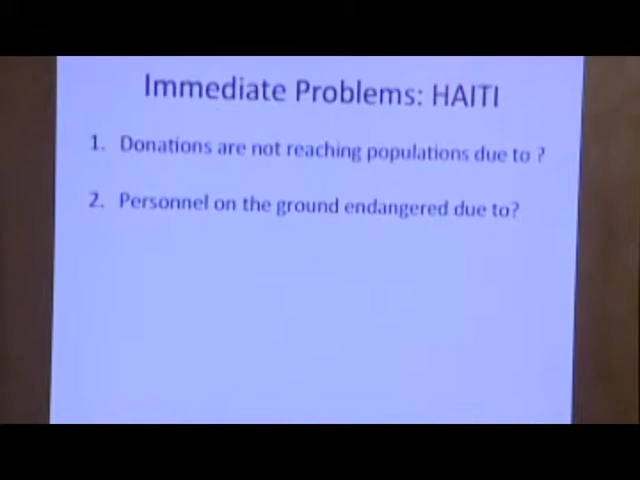 Immediate Problems: HAITI
1. Donations are not reaching populations due to ?
2. Personnel on the ground endangered due to?